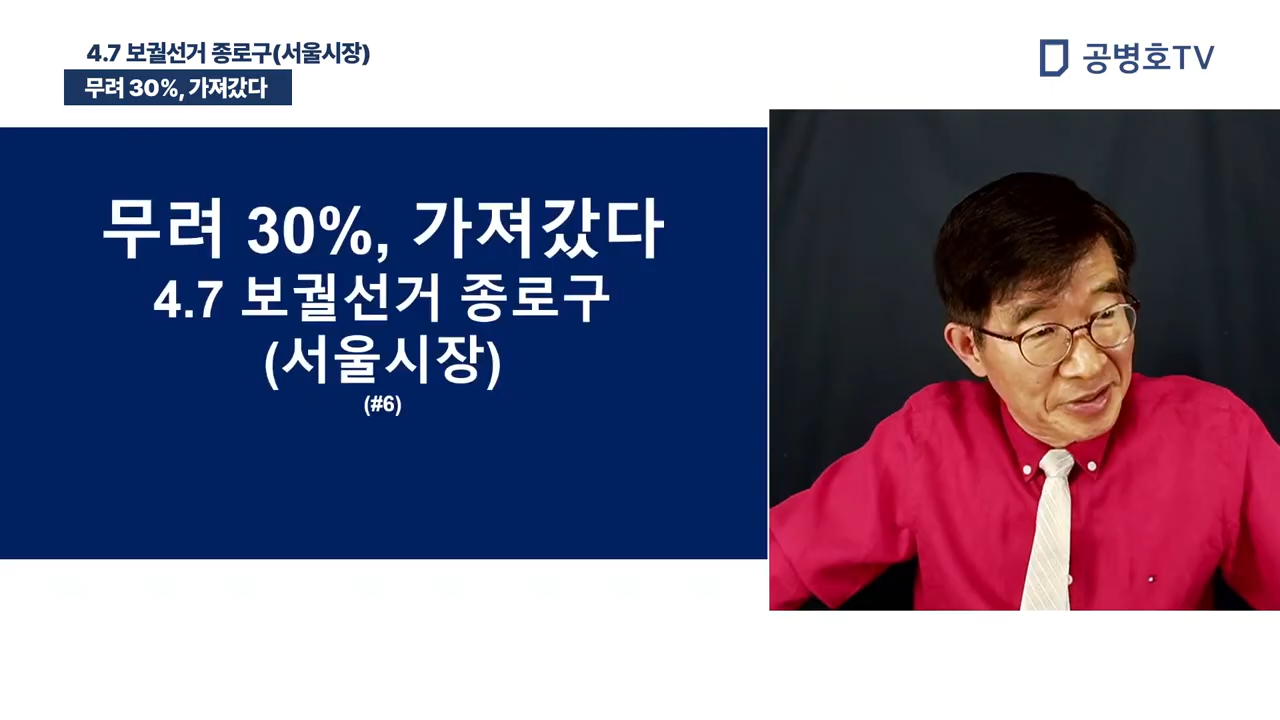 4.7 보궐선거 종로구(서울시장)
무려 30%, 가져갔다
공병호TV
무려 30%, 가져갔다
4.7 보궐선거 종로구
(서울시장)
(#6)